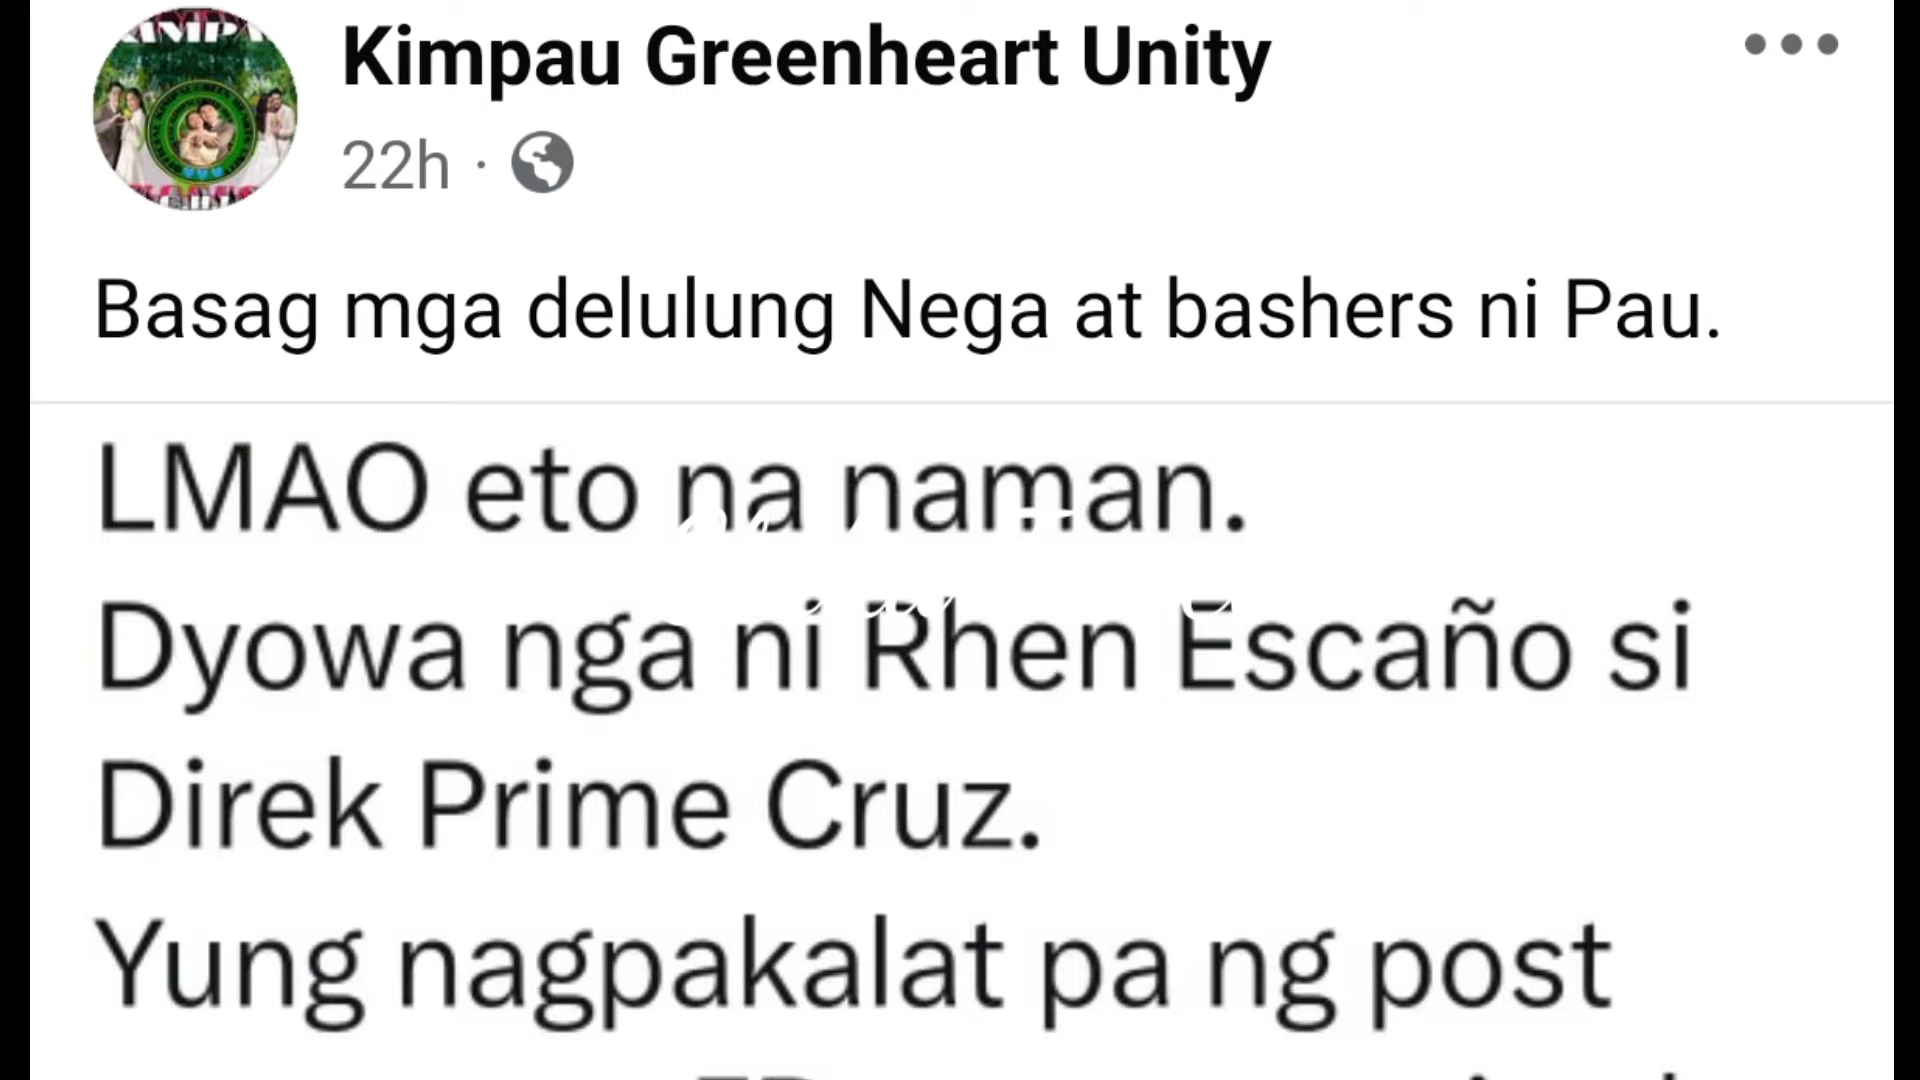 KIMPAU
Kimpau Greenheart Unity
22h ·
Basag mga delulung Nega at bashers ni Pau.
LMAO eto na naman.
Dyowa nga ni Rhen Escaño si
Direk Prime Cruz.
Yung nagpakalat pa ng post